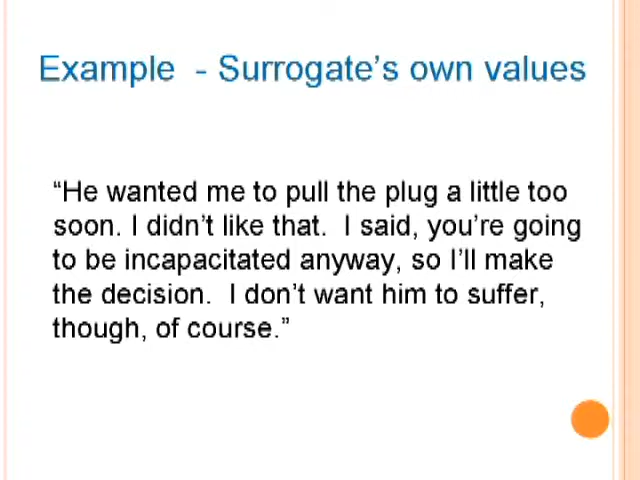 Example - Surrogate’s own values
“He wanted me to pull the plug a little too
soon. I didn’t like that. I said, you’re going
to be incapacitated anyway, so I’ll make
the decision. I don’t want him to suffer,
though, of course.”